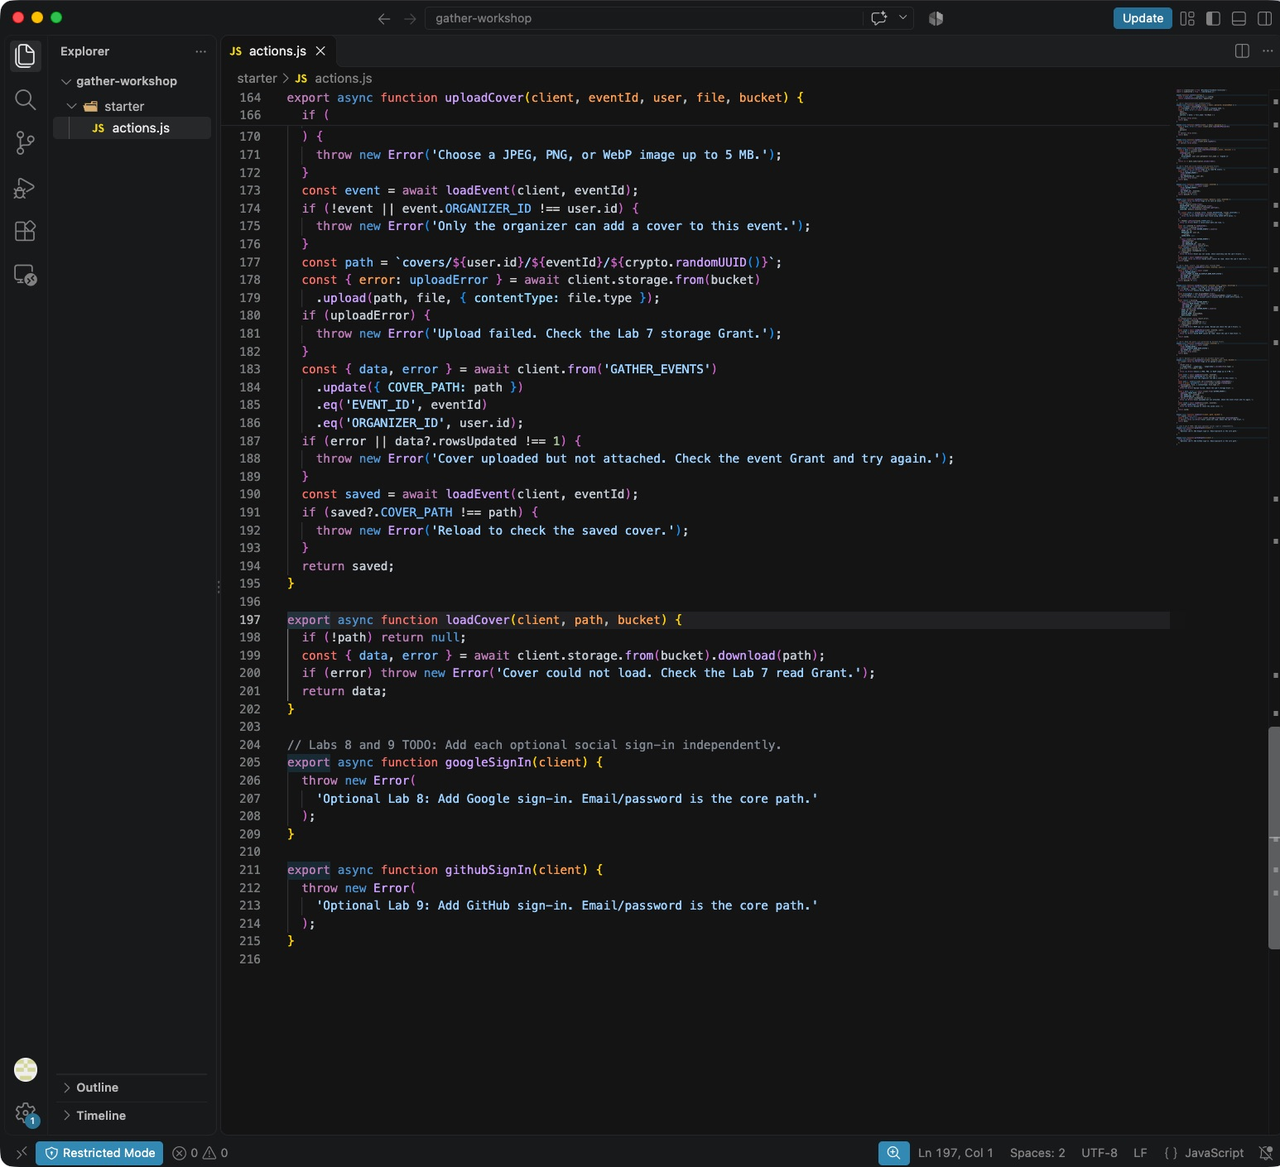 gather-workshop
Update
Explorer
gather-workshop
starter
JS actions.js
Outline
Timeline
JS actions.js
starter > JS actions.js
164 export async function uploadCover(client, eventId, user, file, bucket) {
166   if (
170   ) {
171     throw new Error('Choose a JPEG, PNG, or WebP image up to 5 MB.');
172   }
173   const event = await loadEvent(client, eventId);
174   if (!event || event.ORGANIZER_ID !== user.id) {
175     throw new Error('Only the organizer can add a cover to this event.');
176   }
177   const path = `covers/${user.id}/${eventId}/${crypto.randomUUID()}`;
178   const { error: uploadError } = await client.storage.from(bucket)
179     .upload(path, file, { contentType: file.type });
180   if (uploadError) {
181     throw new Error('Upload failed. Check the Lab 7 storage Grant.');
182   }
183   const { data, error } = await client.from('GATHER_EVENTS')
184     .update({ COVER_PATH: path })
185     .eq('EVENT_ID', eventId)
186     .eq('ORGANIZER_ID', user.id);
187   if (error || data?.rowsUpdated !== 1) {
188     throw new Error('Cover uploaded but not attached. Check the event Grant and try again.');
189   }
190   const saved = await loadEvent(client, eventId);
191   if (saved?.COVER_PATH !== path) {
192     throw new Error('Reload to check the saved cover.');
193   }
194   return saved;
195 }
196
197 export async function loadCover(client, path, bucket) {
198   if (!path) return null;
199   const { data, error } = await client.storage.from(bucket).download(path);
200   if (error) throw new Error('Cover could not load. Check the Lab 7 read Grant.');
201   return data;
202 }
203
204 // Labs 8 and 9 TODO: Add each optional social sign-in independently.
205 export async function googleSignIn(client) {
206   throw new Error(
207     'Optional Lab 8: Add Google sign-in. Email/password is the core path.'
208   );
209 }
210
211 export async function githubSignIn(client) {
212   throw new Error(
213     'Optional Lab 9: Add GitHub sign-in. Email/password is the core path.'
214   );
215 }
216
1
Restricted Mode 0 0 Ln 197, Col 1 Spaces: 2 UTF-8 LF { } JavaScript